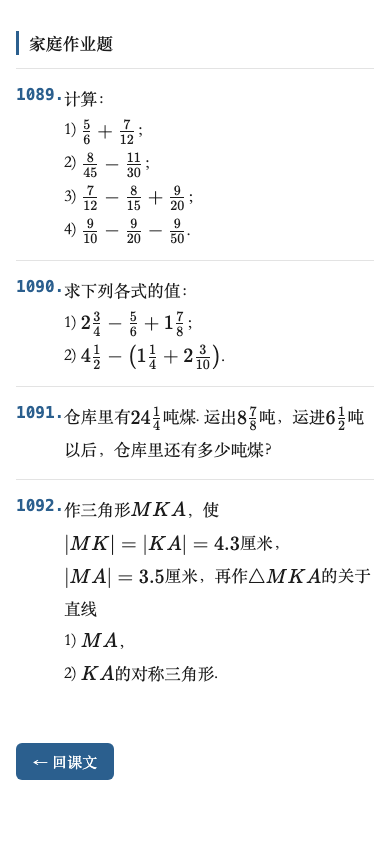 家庭作业题
1089. 计算：
1) 5/6 + 7/12；
2) 8/45 − 11/30；
3) 7/12 − 8/15 + 9/20；
4) 9/10 − 9/20 − 9/50.
1090. 求下列各式的值：
1) 2 3/4 − 5/6 + 1 7/8；
2) 4 1/2 − (1 1/4 + 2 3/10).
1091. 仓库里有24 1/4吨煤. 运出8 7/8吨，运进6 1/2吨
以后，仓库里还有多少吨煤?
1092. 作三角形MKA，使
|MK| = |KA| = 4.3厘米，
|MA| = 3.5厘米，再作△MKA的关于
直线
1) MA，
2) KA的对称三角形.
← 回课文